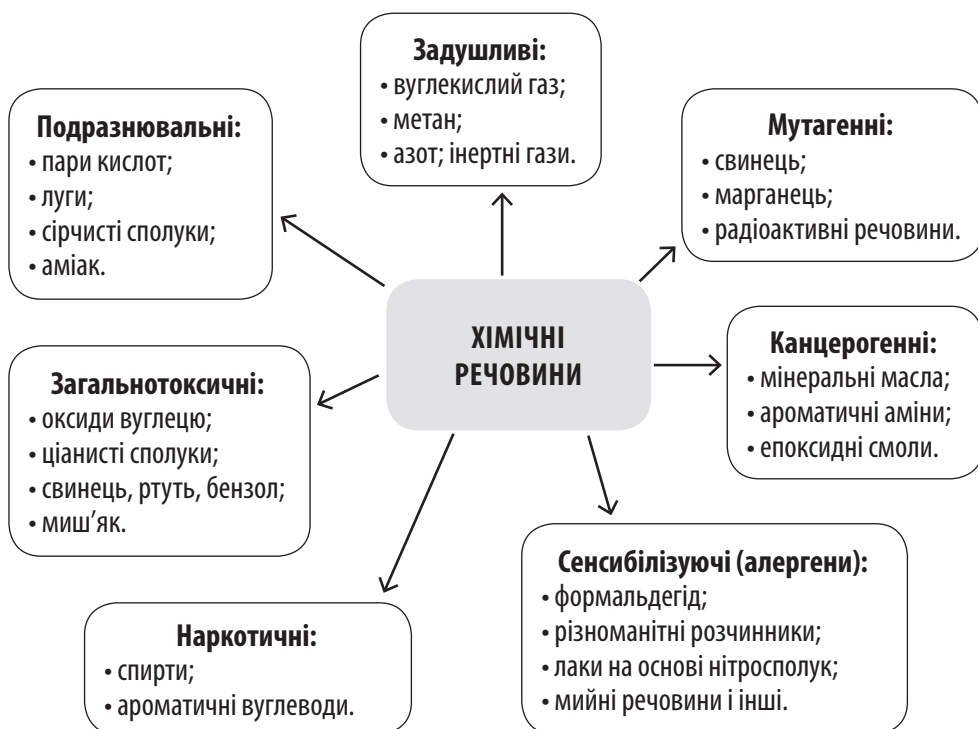 Задушливі:
• вуглекислий газ;
• метан;
• азот; інертні гази.
Подразнювальні:
• пари кислот;
• луги;
• сірчисті сполуки;
• аміак.
Мутагенні:
• свинець;
• марганець;
• радіоактивні речовини.
ХІМІЧНІ
РЕЧОВИНИ
Канцерогенні:
• мінеральні масла;
• ароматичні аміни;
• епоксидні смоли.
Загальнотоксичні:
• оксиди вуглецю;
• ціанисті сполуки;
• свинець, ртуть, бензол;
• миш’як.
Сенсибілізуючі (алергени):
• формальдегід;
• різноманітні розчинники;
• лаки на основі нітросполук;
• мийні речовини і інші.
Наркотичні:
• спирти;
• ароматичні вуглеводи.